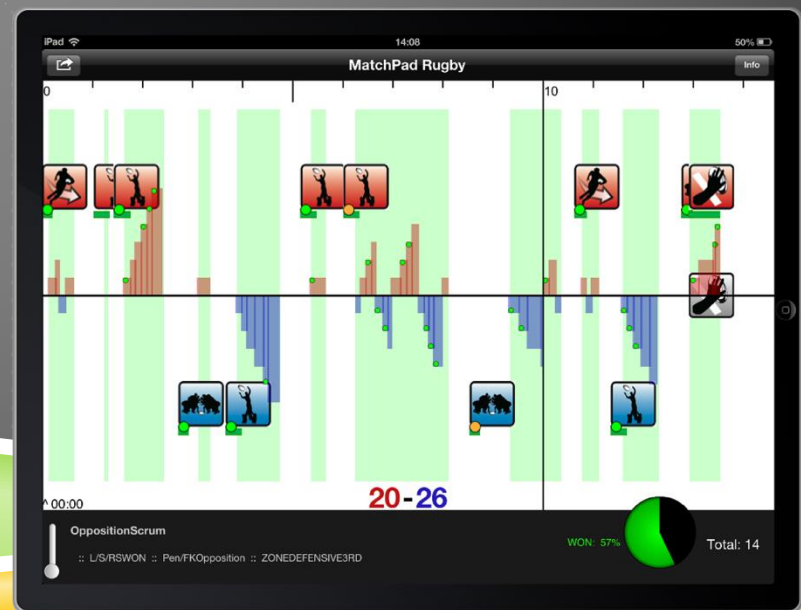 iPad 14:08 50%
MatchPad Rugby Info
0 10
^ 00:00 20-26
OppositionScrum
:: L/S/RSWON :: Pen/FKOpposition :: ZONEDEFENSIVE3RD
WON: 57% Total: 14